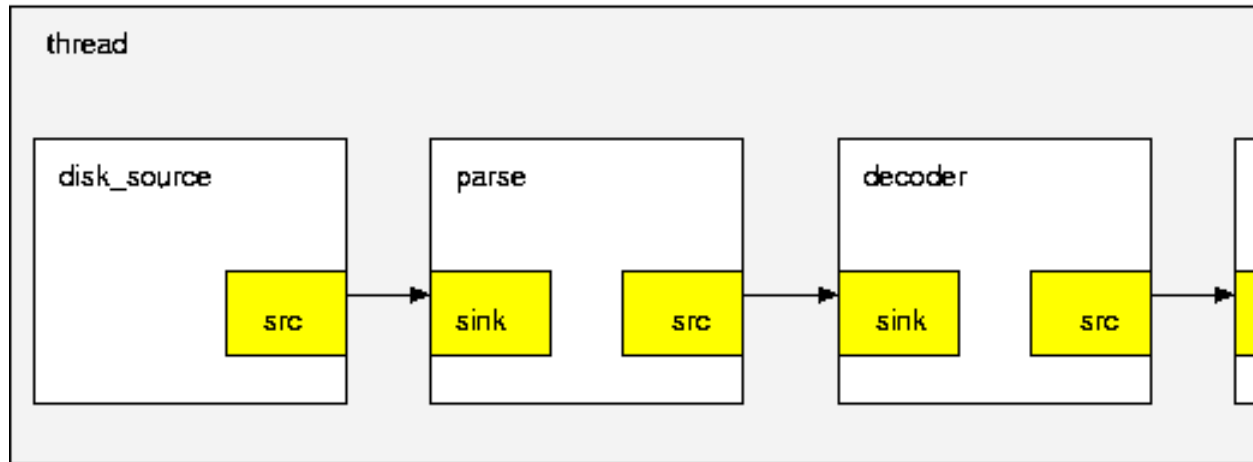 thread
disk_source
parse
decoder
src
sink
src
sink
src